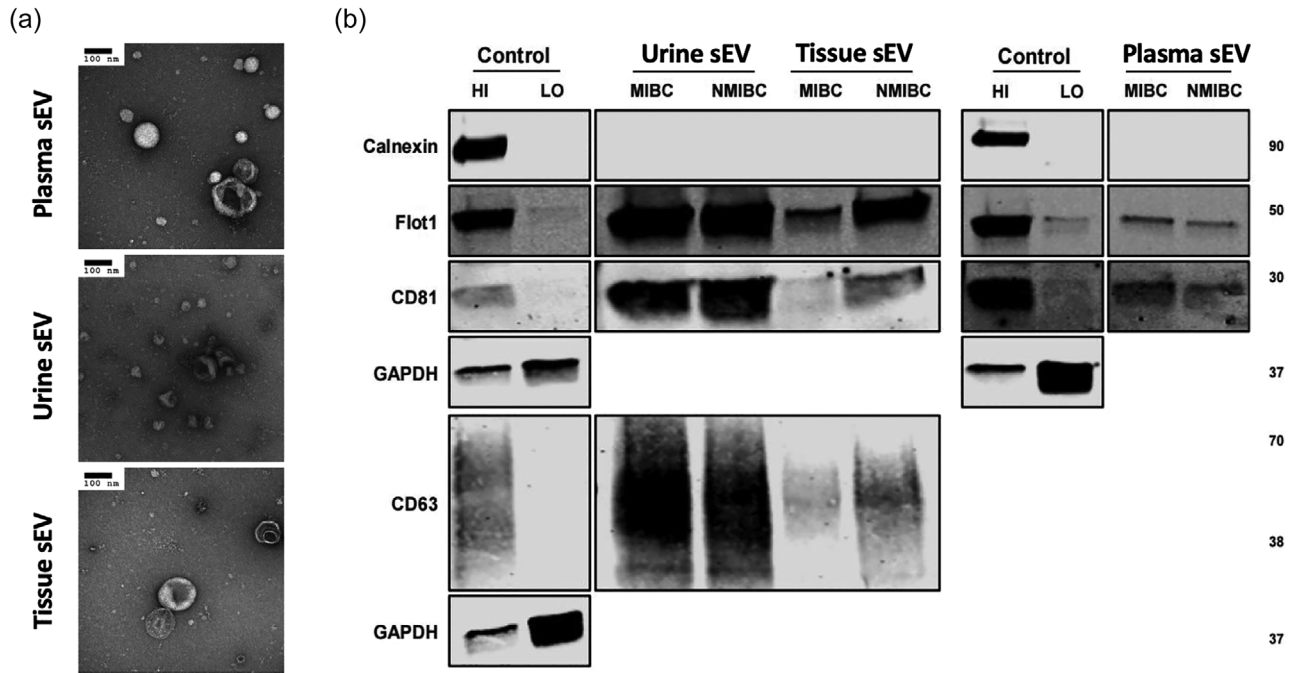 (a)
Plasma sEV
100 nm
Urine sEV
100 nm
Tissue sEV
100 nm
(b)
Control Urine sEV Tissue sEV Control Plasma sEV
HI LO MIBC NMIBC MIBC NMIBC HI LO MIBC NMIBC
Calnexin 90
Flot1 50
CD81 30
GAPDH 37
70
CD63
38
GAPDH 37